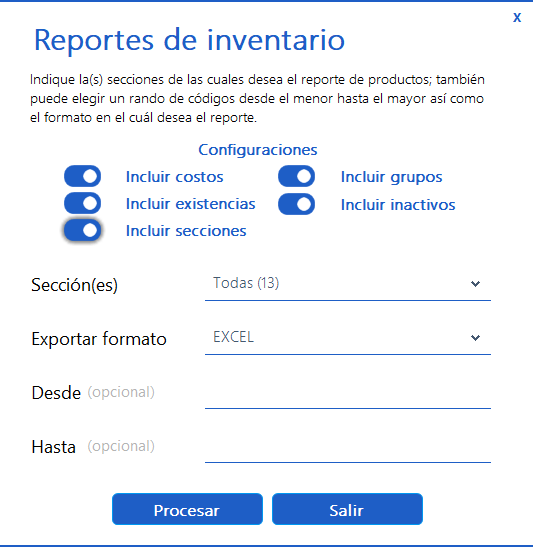 x
Reportes de inventario
Indique la(s) secciones de las cuales desea el reporte de productos; también
puede elegir un rando de códigos desde el menor hasta el mayor así como
el formato en el cuál desea el reporte.
Configuraciones
Incluir costos
Incluir grupos
Incluir existencias
Incluir inactivos
Incluir secciones
Sección(es) Todas (13)
Exportar formato EXCEL
Desde (opcional)
Hasta (opcional)
Procesar Salir